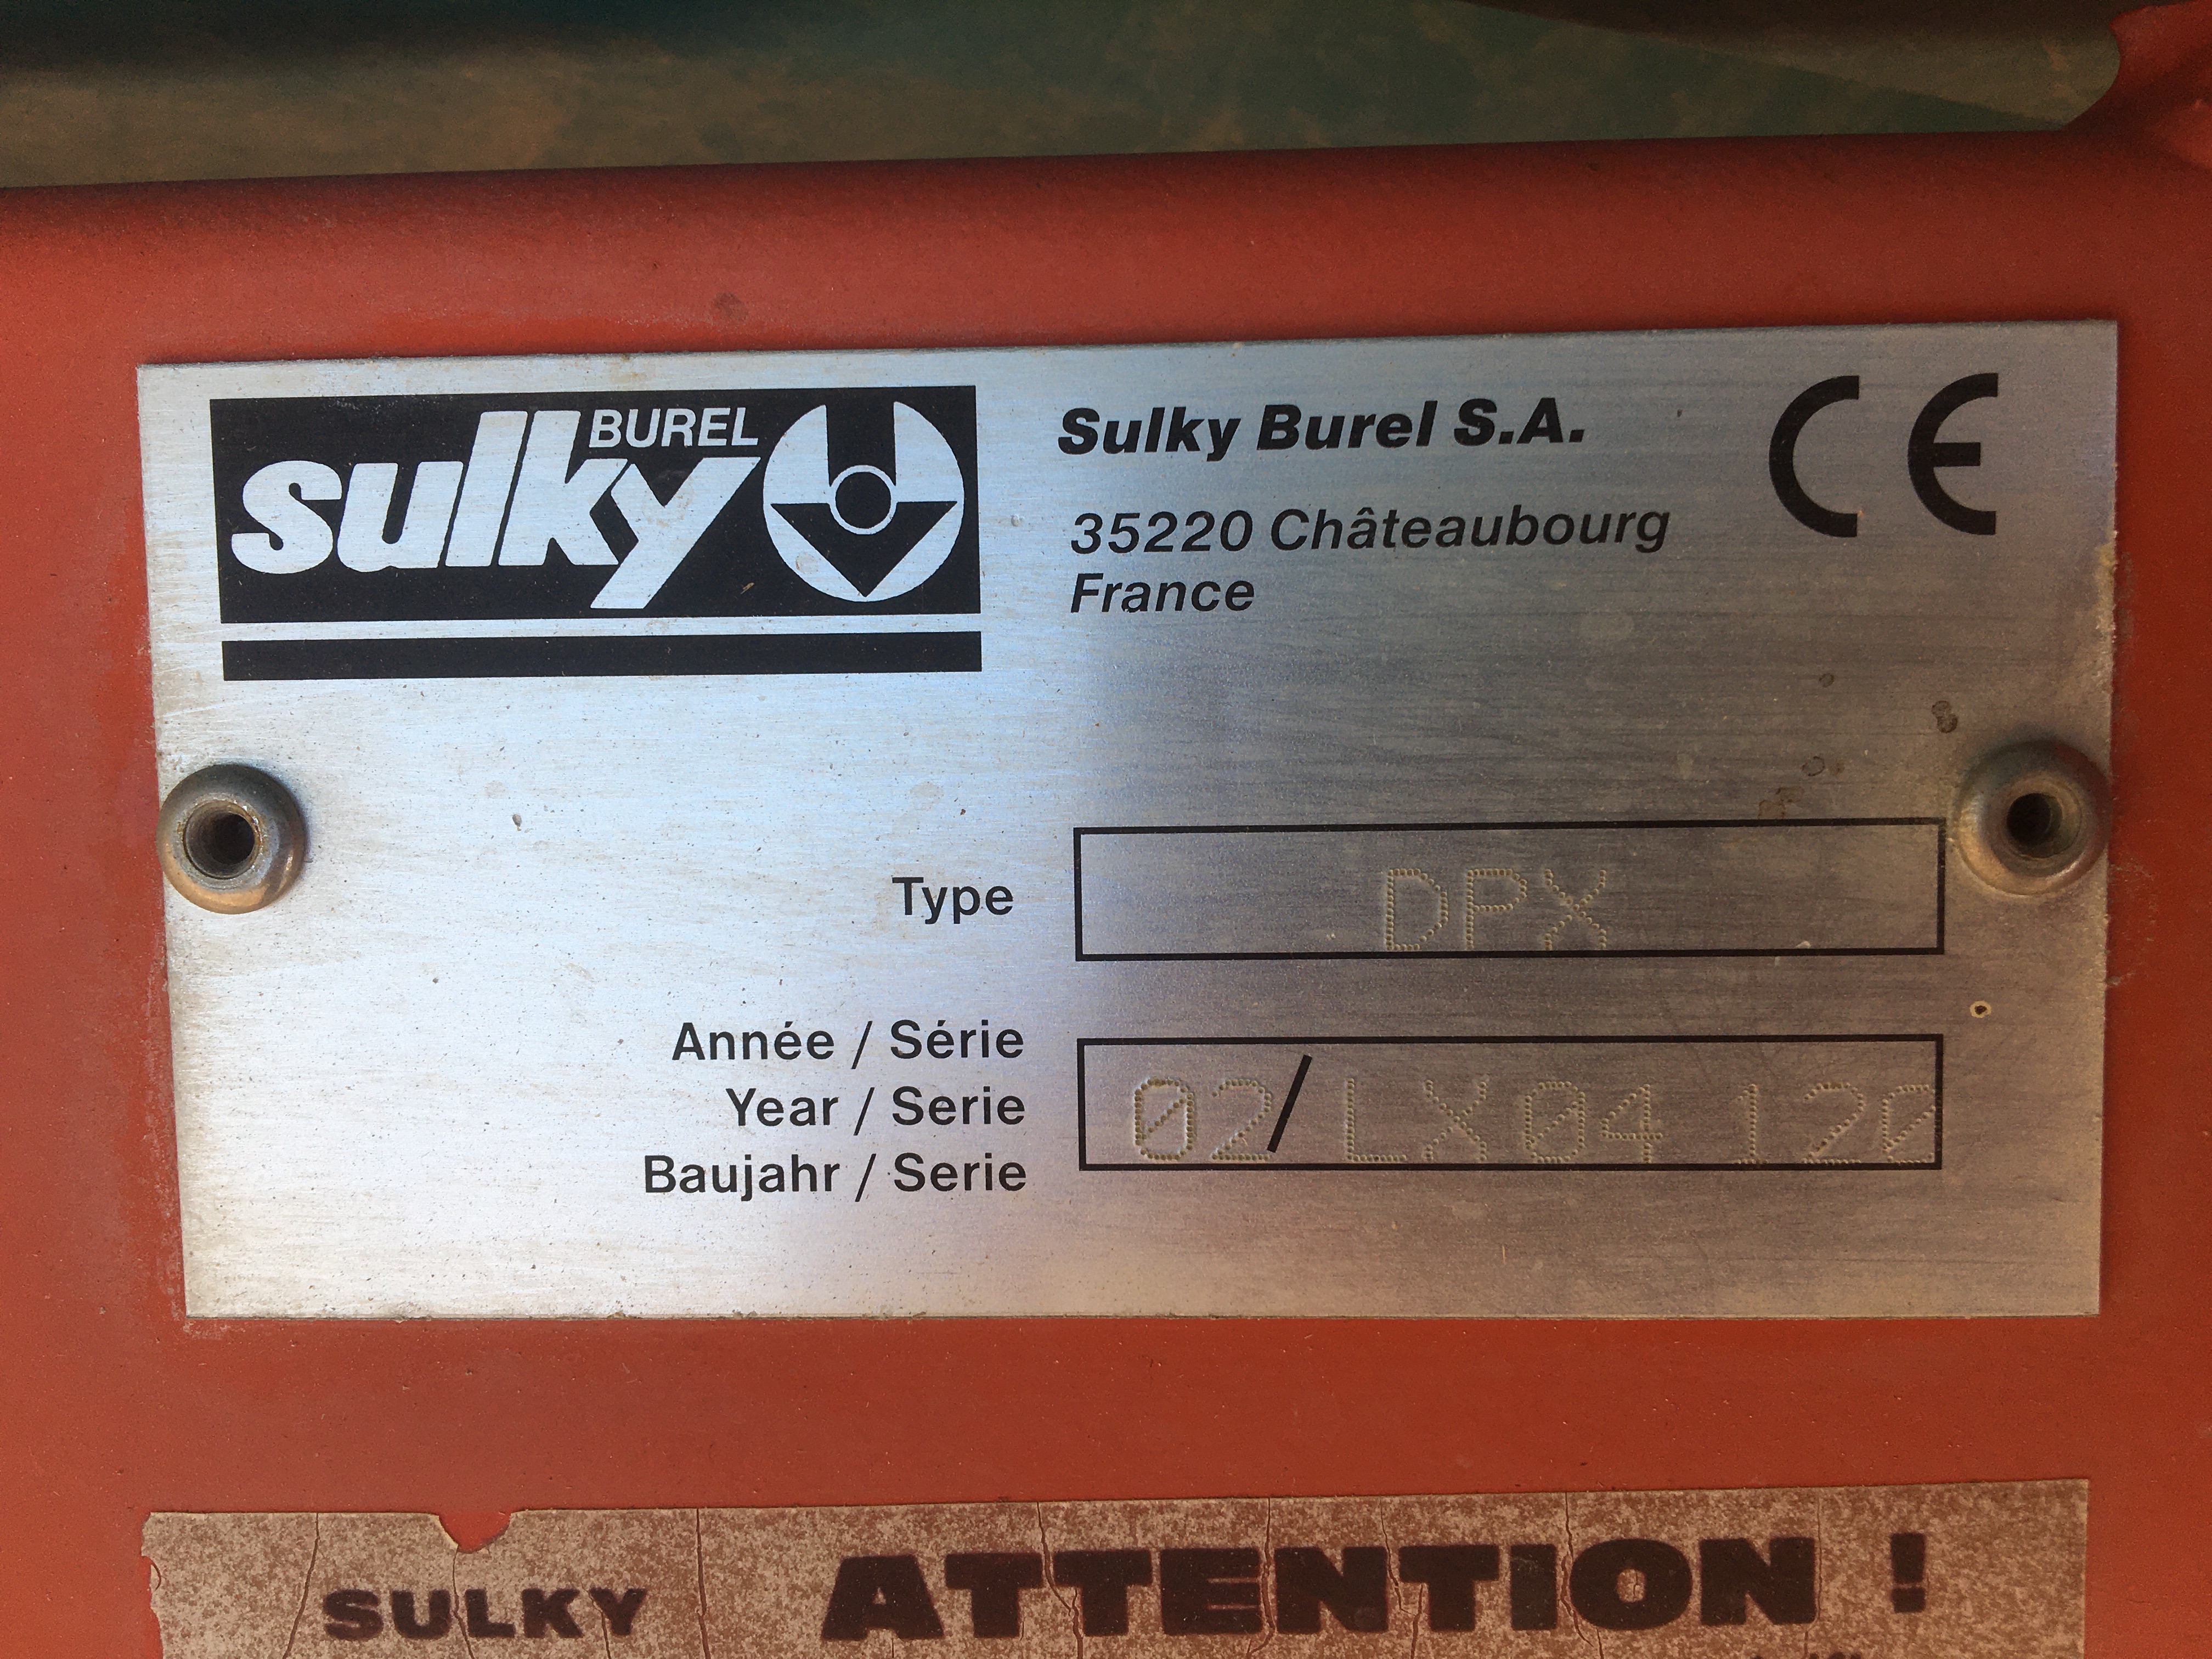 BUREL
sulky
Sulky Burel S.A.
35220 Châteaubourg
France
CE
Type DPX
Année / Série
Year / Serie
Baujahr / Serie
02/LX04 120
SULKY ATTENTION !